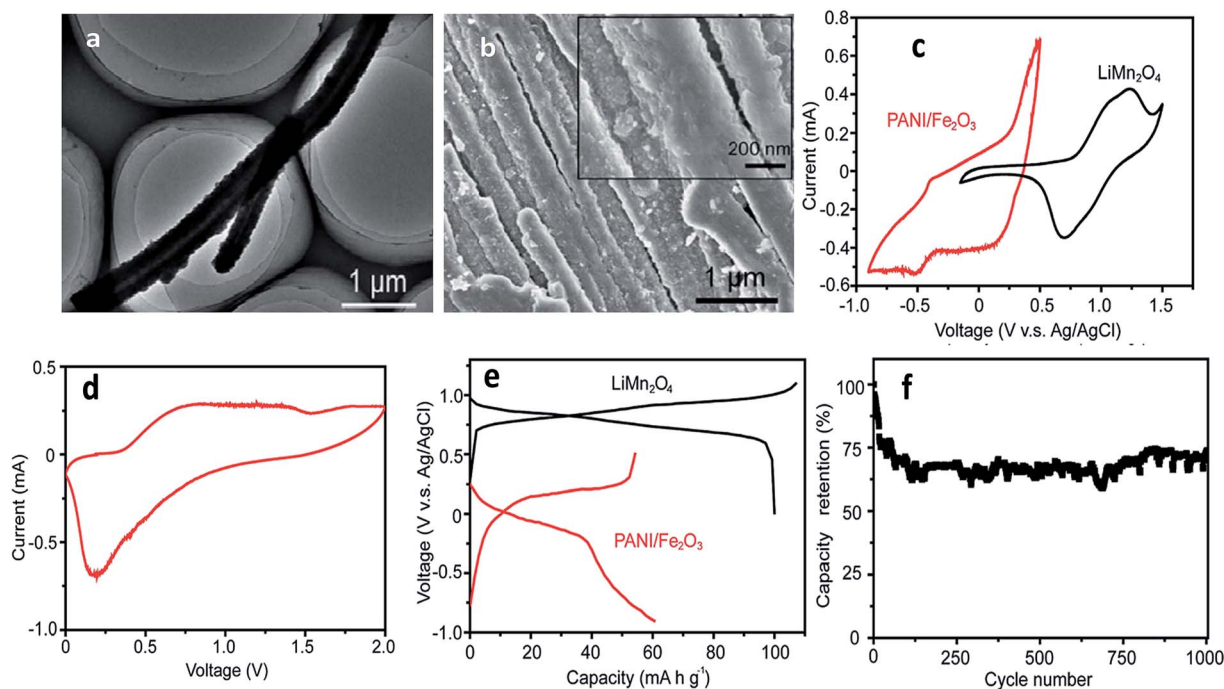 a
1 µm
b
200 nm
1 µm
c
LiMn₂O₄
PANI/Fe₂O₃
Current (mA)
0.8
0.6
0.4
0.2
0
-0.2
-0.4
-0.6
-1.0
-0.5
0
0.5
1.0
1.5
Voltage (V v.s. Ag/AgCl)
d
Current (mA)
0.5
0
-0.5
-1.0
0
0.5
1.0
1.5
2.0
Voltage (V)
e
LiMn₂O₄
PANI/Fe₂O₃
Voltage (V v.s. Ag/AgCl)
1.0
0.5
0
-0.5
-1.0
0
20
40
60
80
100
Capacity (mA h g⁻¹)
f
Capacity retention (%)
100
75
50
25
0
0
250
500
750
1000
Cycle number